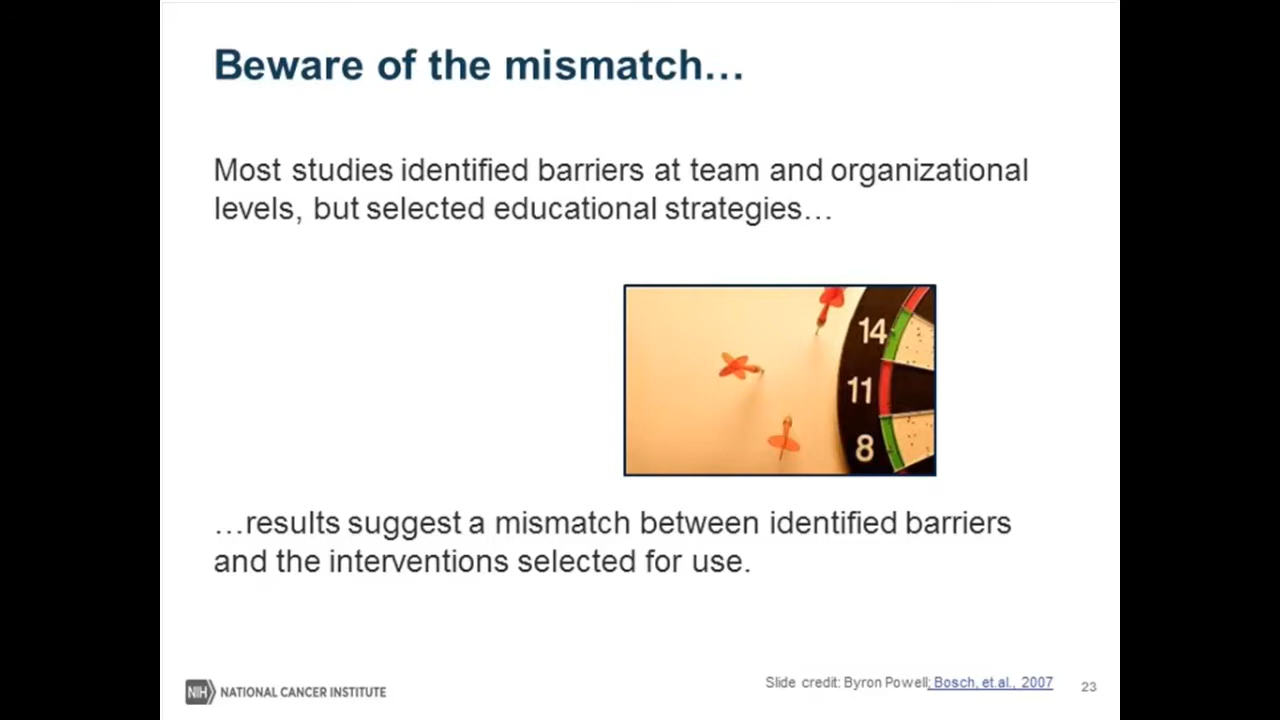 Beware of the mismatch…
Most studies identified barriers at team and organizational
levels, but selected educational strategies…
14
11
8
…results suggest a mismatch between identified barriers
and the interventions selected for use.
NIH NATIONAL CANCER INSTITUTE
Slide credit: Byron Powell; Bosch, et.al., 2007
23